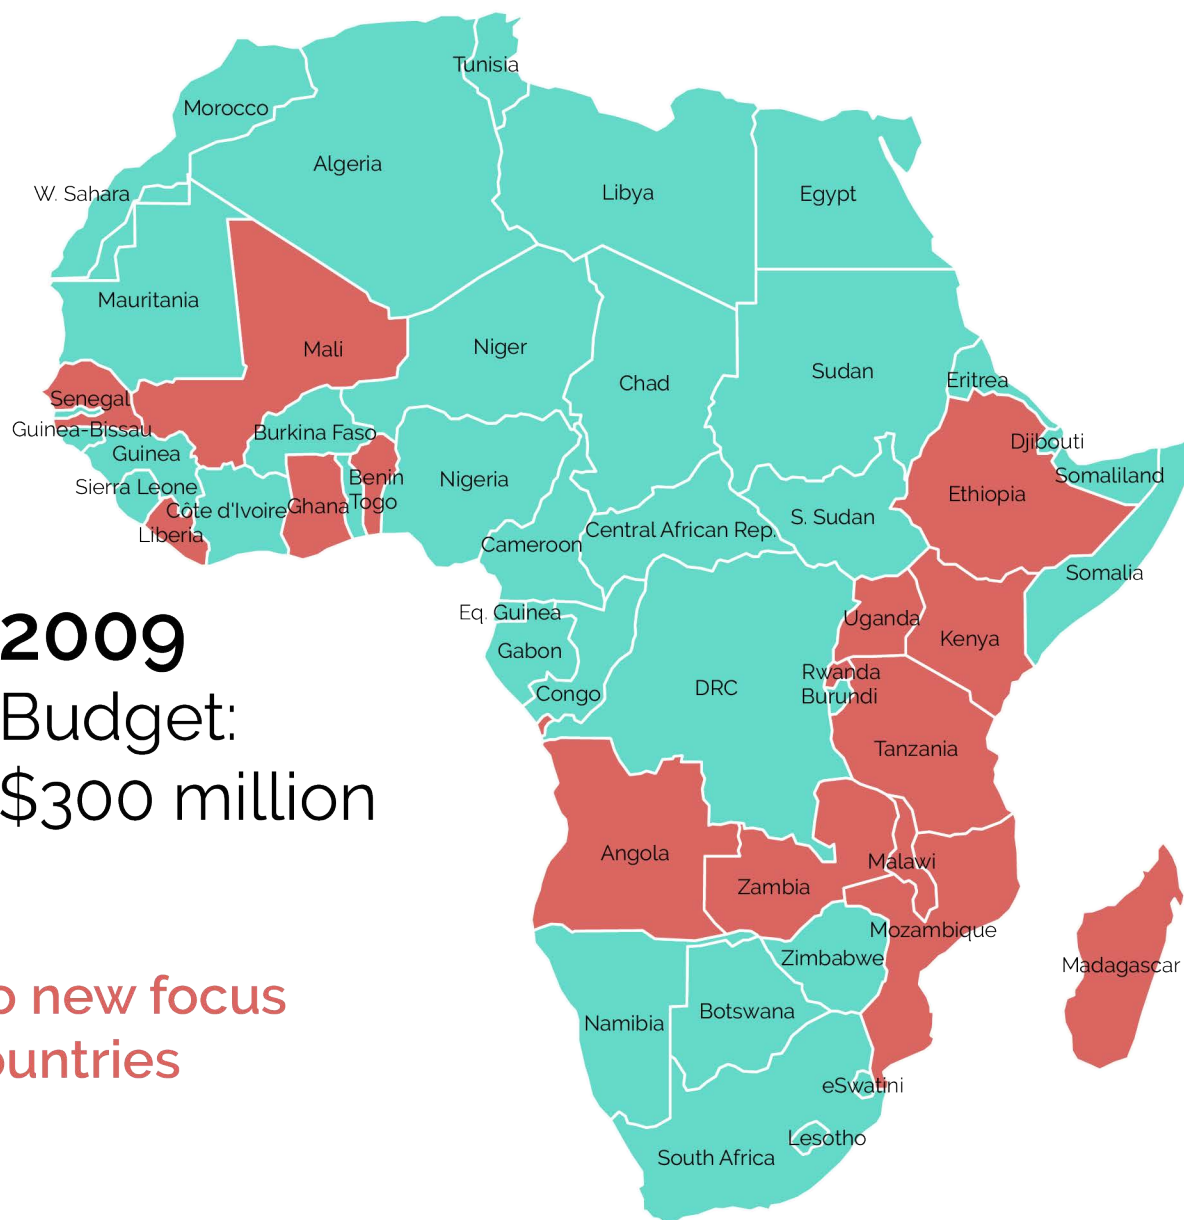 Tunisia
Morocco
Algeria
W. Sahara
Libya
Egypt
Mauritania
Mali
Niger
Chad
Sudan
Eritrea
Senegal
Guinea-Bissau
Burkina Faso
Djibouti
Guinea
Somaliland
Sierra Leone
Benin
Nigeria
Ethiopia
Côte d'Ivoire
Ghana
Togo
S. Sudan
Central African Rep.
Liberia
Cameroon
Somalia
Eq. Guinea
Uganda
Kenya
Gabon
Rwanda
DRC
Congo
Burundi
Tanzania
2009
Budget:
$300 million
Angola
Malawi
Zambia
Mozambique
Zimbabwe
Madagascar
o new focus
ountries
Namibia
Botswana
eSwatini
Lesotho
South Africa